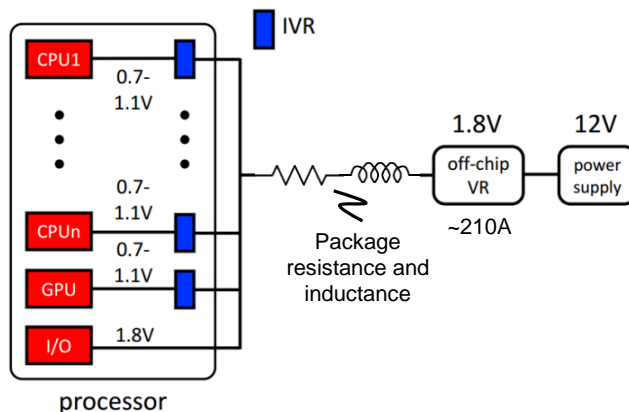 IVR
CPU1
0.7-
1.1V
0.7-
1.1V
CPUn
0.7-
1.1V
GPU
1.8V
I/O
processor
Package
resistance and
inductance
1.8V
off-chip
VR
~210A
12V
power
supply